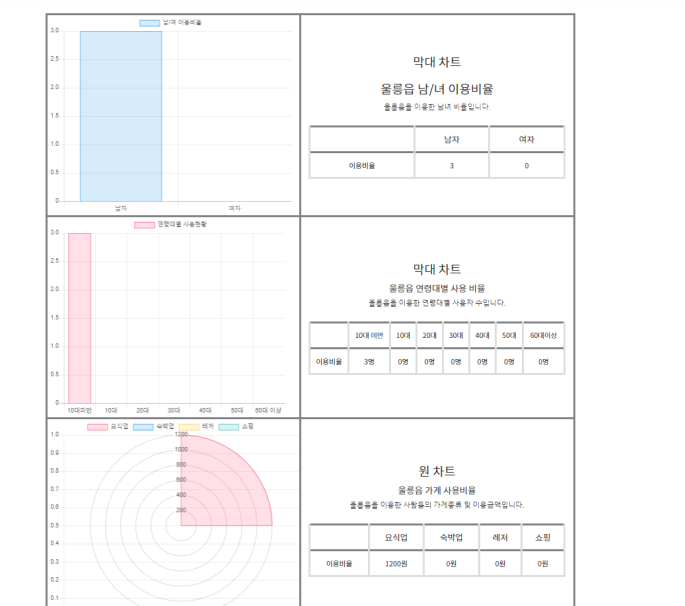 남/여 이용비율
3.0
2.5
2.0
1.5
1.0
0.5
0
남자 여자
막대 차트
울릉읍 남/녀 이용비율
울릉읍을 이용한 남녀 비율입니다.
남자 여자
이용비율 3 0
연령대별 사용현황
3.0
2.5
2.0
1.5
1.0
0.5
0
10대미만 10대 20대 30대 40대 50대 60대 이상
막대 차트
울릉읍 연령대별 사용 비율
울릉읍을 이용한 연령대별 사용자 수입니다.
10대 미만 10대 20대 30대 40대 50대 60대이상
이용비율 3명 0명 0명 0명 0명 0명 0명
요식업 숙박업 레저 쇼핑
1.0
0.9
0.8
0.7
0.6
0.5
0.4
0.3
0.2
0.1
1200
1000
800
600
400
200
원 차트
울릉읍 가게 사용비율
울릉읍을 이용한 사람들의 가게종류 및 이용금액입니다.
요식업 숙박업 레저 쇼핑
이용비율 1200원 0원 0원 0원